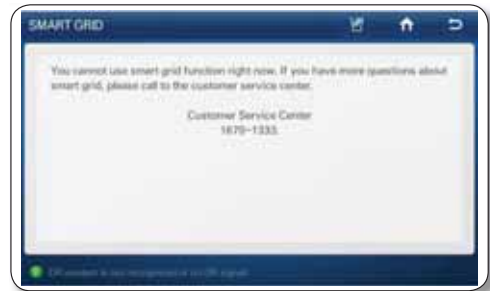 SMART GRID
You cannot use smart grid function right now. If you have more questions about
smart grid, please call to the customer service center.
Customer Service Center
1670-1333